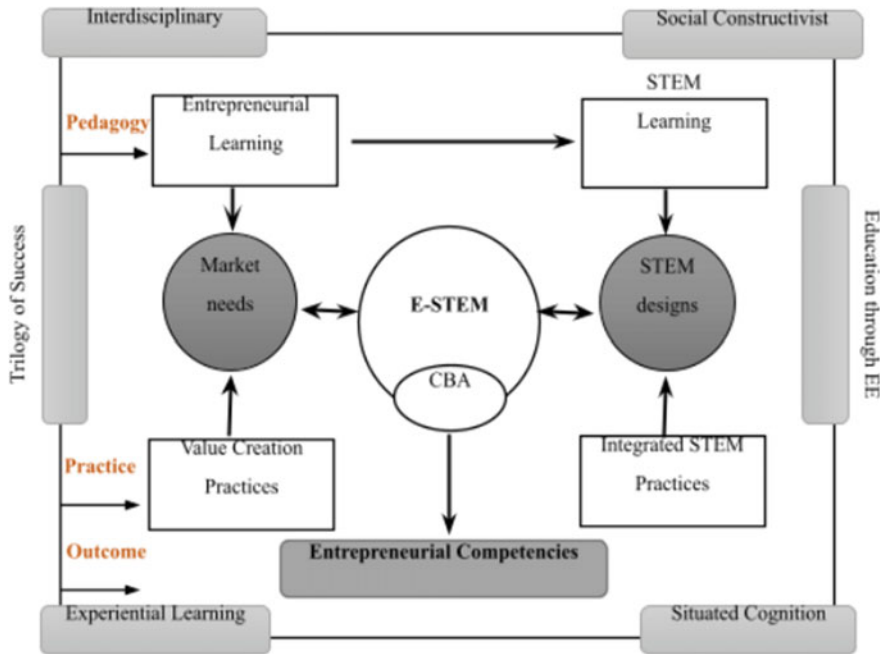 Interdisciplinary
Social Constructivist
Pedagogy
Entrepreneurial
Learning
STEM
Learning
Trilogy of Success
Market
needs
E-STEM
CBA
STEM
designs
Education through EE
Practice
Value Creation
Practices
Integrated STEM
Practices
Outcome
Entrepreneurial Competencies
Experiential Learning
Situated Cognition